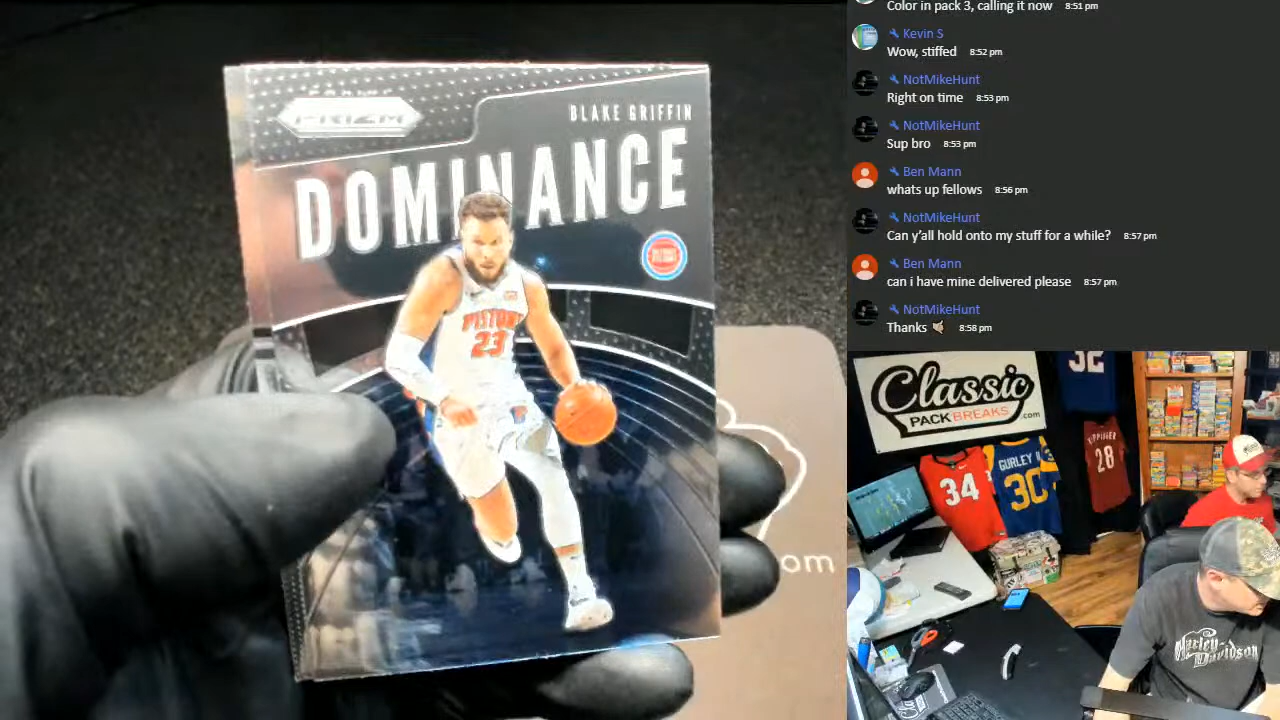 BLAKE GRIFFIN
DOMINANCE
PISTONS
23
om
Color in pack 3, calling it now 8:51 pm
Kevin S
Wow, stiffed 8:52 pm
NotMikeHunt
Right on time 8:53 pm
NotMikeHunt
Sup bro 8:53 pm
Ben Mann
whats up fellows 8:56 pm
NotMikeHunt
Can y'all hold onto my stuff for a while? 8:57 pm
Ben Mann
can i have mine delivered please 8:57 pm
NotMikeHunt
Thanks 8:58 pm
Classic
PACKBREAKS.com
32
34
GURLEY II
30
28
Harley-
Davidson